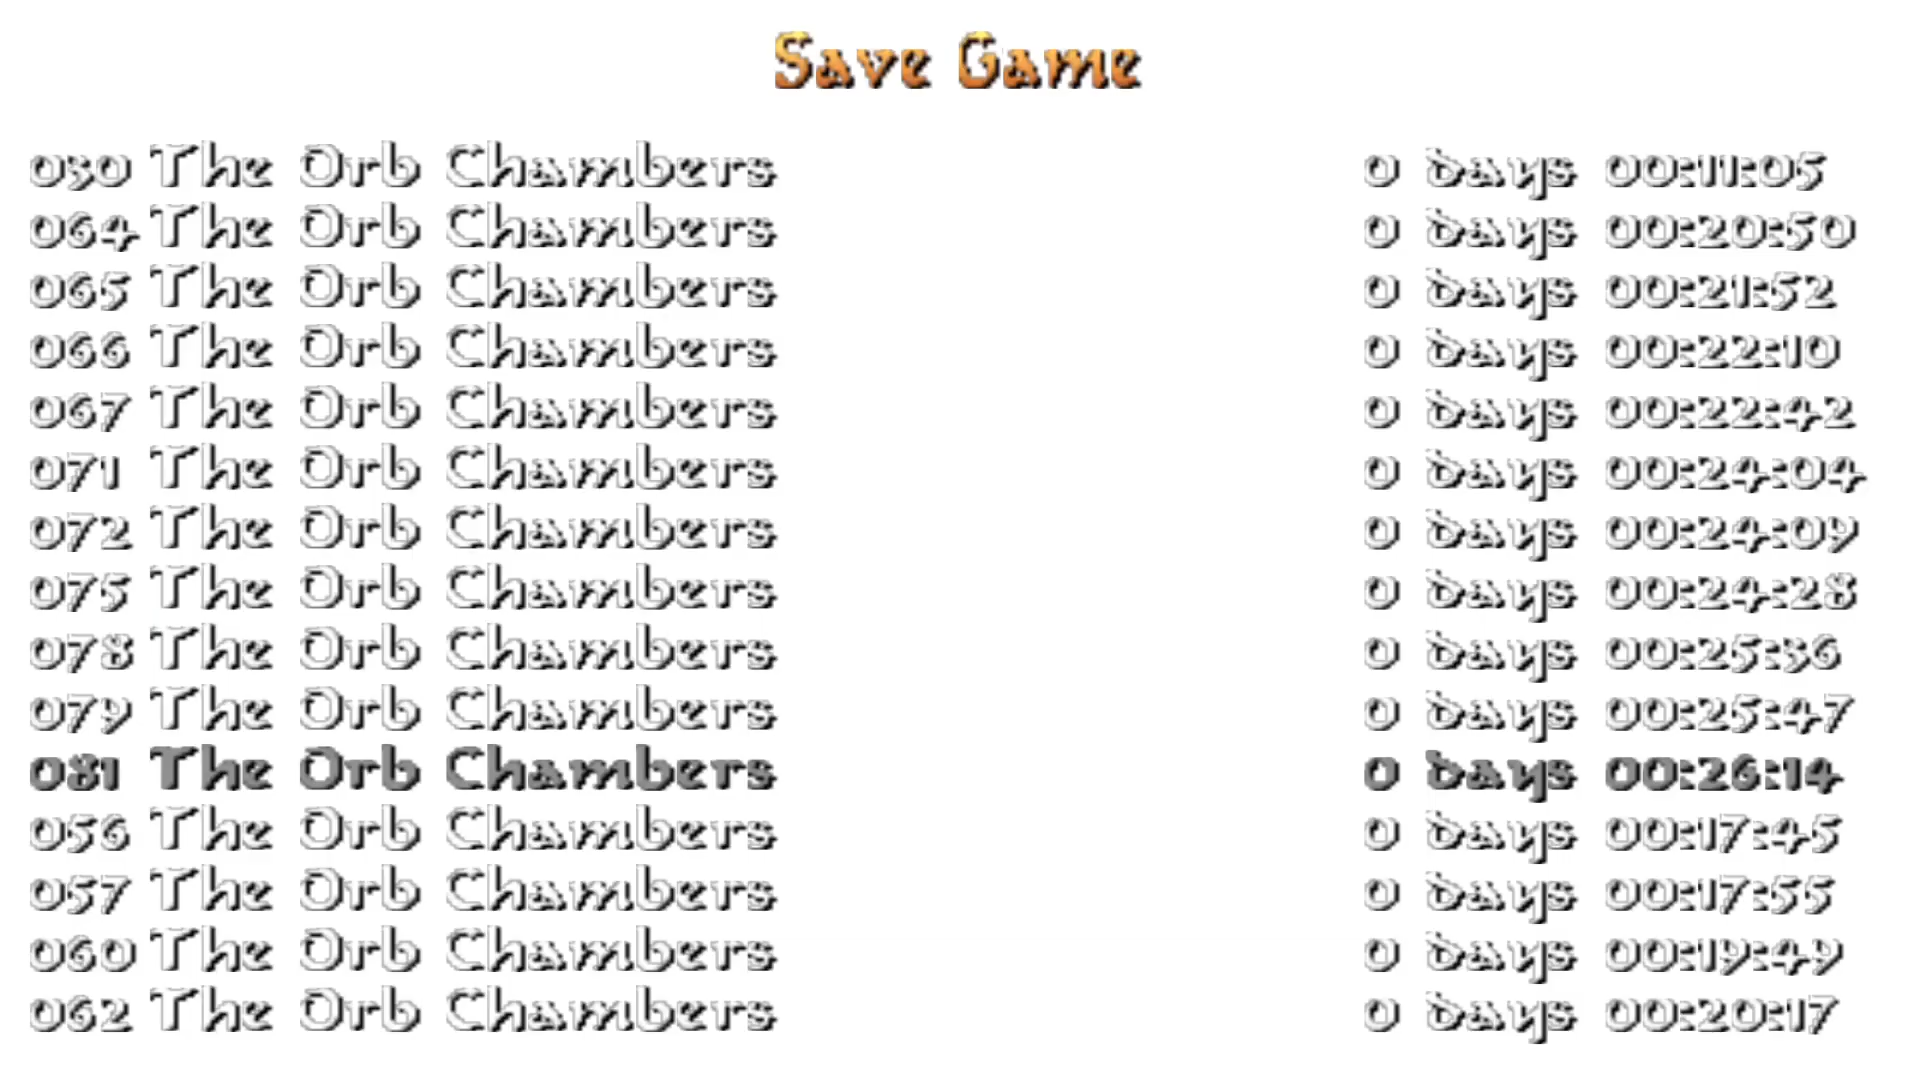 Save Game
030 The Orb Chambers 0 Days 00:11:05
064 The Orb Chambers 0 Days 00:20:50
065 The Orb Chambers 0 Days 00:21:52
066 The Orb Chambers 0 Days 00:22:10
067 The Orb Chambers 0 Days 00:22:42
071 The Orb Chambers 0 Days 00:24:04
072 The Orb Chambers 0 Days 00:24:09
075 The Orb Chambers 0 Days 00:24:28
078 The Orb Chambers 0 Days 00:25:36
079 The Orb Chambers 0 Days 00:25:47
081 The Orb Chambers 0 Days 00:26:14
056 The Orb Chambers 0 Days 00:17:45
057 The Orb Chambers 0 Days 00:17:55
060 The Orb Chambers 0 Days 00:19:49
062 The Orb Chambers 0 Days 00:20:17